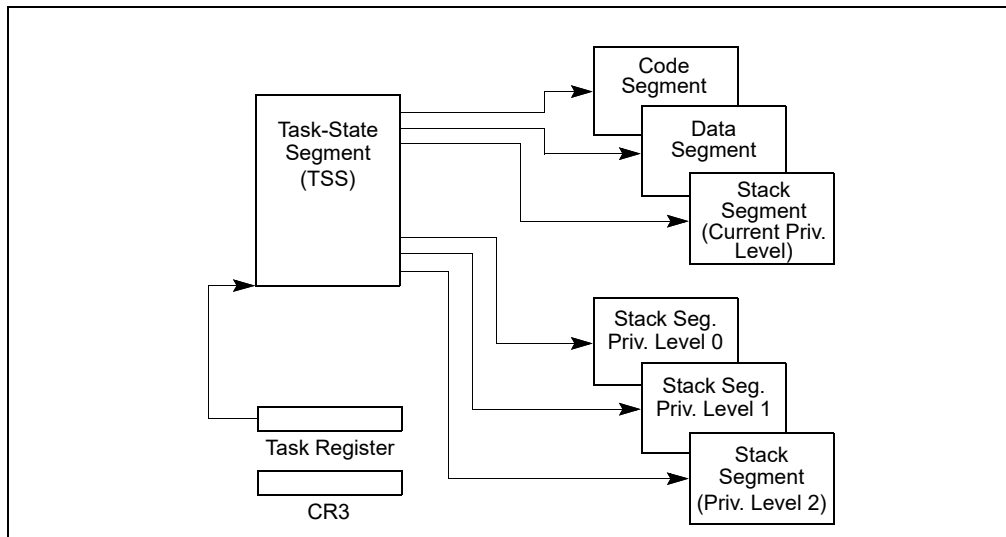 Code
Segment
Task-State
Segment
(TSS)
Data
Segment
Stack
Segment
(Current Priv.
Level)
Stack Seg.
Priv. Level 0
Stack Seg.
Priv. Level 1
Task Register
Stack
Segment
(Priv. Level 2)
CR3